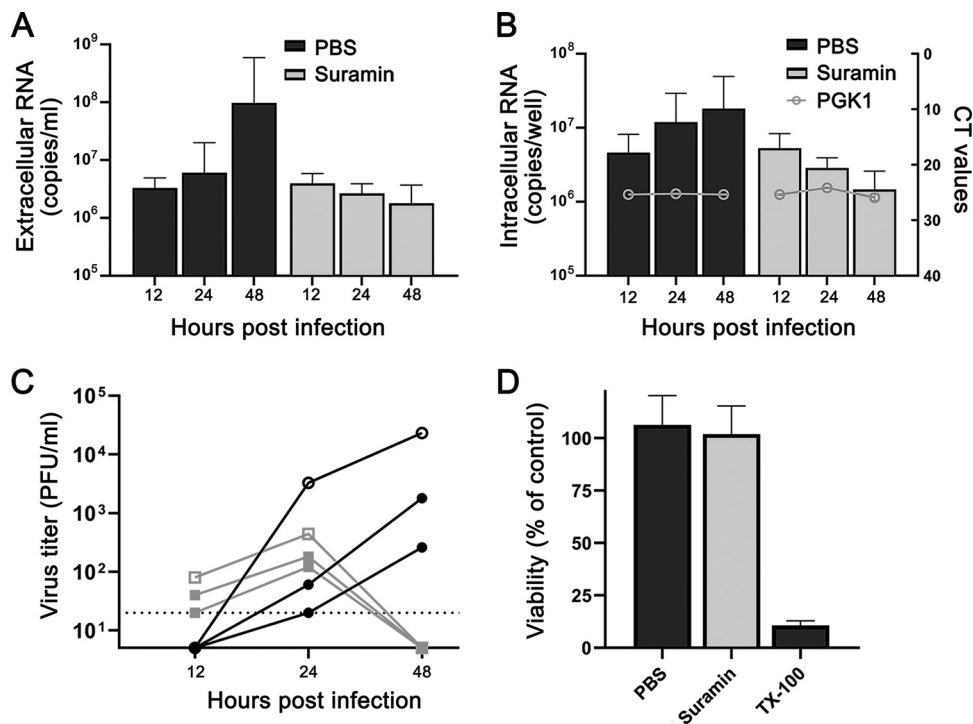 A
Extracellular RNA
(copies/ml)
10⁹
10⁸
10⁷
10⁶
10⁵
PBS
Suramin
12 24 48 12 24 48
Hours post infection
B
Intracellular RNA
(copies/well)
10⁸
10⁷
10⁶
10⁵
PBS
Suramin
PGK1
0
10
20
30
40
CT values
12 24 48 12 24 48
Hours post infection
C
Virus titer (PFU/ml)
10⁵
10⁴
10³
10²
10¹
12 24 48
Hours post infection
D
Viability (% of control)
100
75
50
25
0
PBS
Suramin
TX-100